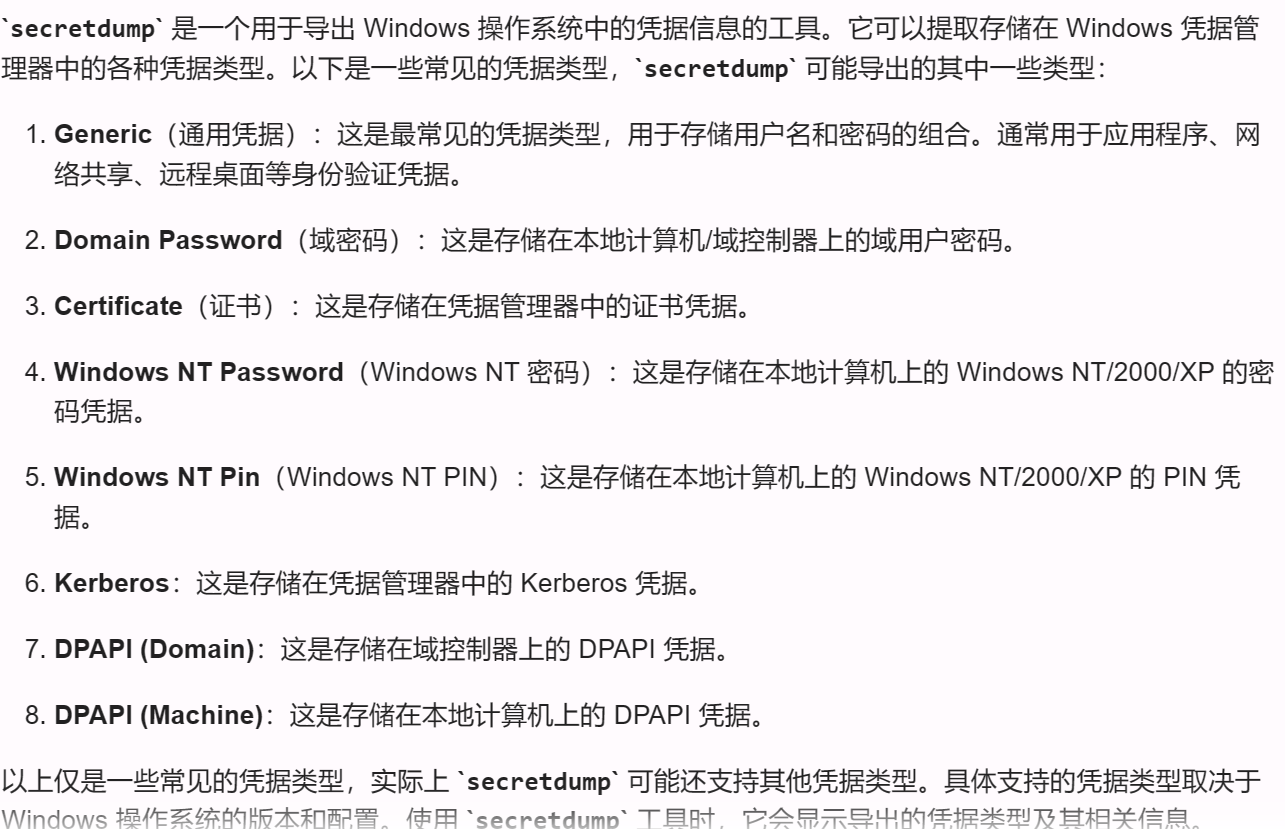 `secretdump` 是一个用于导出 Windows 操作系统中的凭据信息的工具。它可以提取存储在 Windows 凭据管
理器中的各种凭据类型。以下是一些常见的凭据类型，`secretdump` 可能导出的其中一些类型：
1. Generic（通用凭据）：这是最常见的凭据类型，用于存储用户名和密码的组合。通常用于应用程序、网
络共享、远程桌面等身份验证凭据。
2. Domain Password（域密码）：这是存储在本地计算机/域控制器上的域用户密码。
3. Certificate（证书）：这是存储在凭据管理器中的证书凭据。
4. Windows NT Password（Windows NT 密码）：这是存储在本地计算机上的 Windows NT/2000/XP 的密
码凭据。
5. Windows NT Pin（Windows NT PIN）：这是存储在本地计算机上的 Windows NT/2000/XP 的 PIN 凭
据。
6. Kerberos：这是存储在凭据管理器中的 Kerberos 凭据。
7. DPAPI (Domain)：这是存储在域控制器上的 DPAPI 凭据。
8. DPAPI (Machine)：这是存储在本地计算机上的 DPAPI 凭据。
以上仅是一些常见的凭据类型，实际上 `secretdump` 可能还支持其他凭据类型。具体支持的凭据类型取决于
Windows 操作系统的版本和配置。使用 `secretdump` 工具时，它会显示导出的凭据类型及其相关信息。